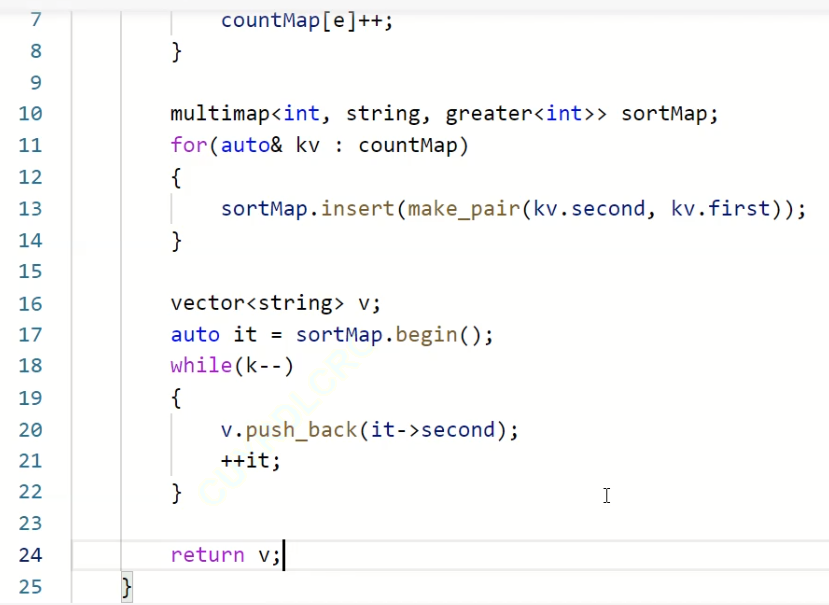 7 countMap[e]++;
8 }
9
10 multimap<int, string, greater<int>> sortMap;
11 for(auto& kv : countMap)
12 {
13 sortMap.insert(make_pair(kv.second, kv.first));
14 }
15
16 vector<string> v;
17 auto it = sortMap.begin();
18 while(k--)
19 {
20 v.push_back(it->second);
21 ++it;
22 }
23
24 return v;
25 }